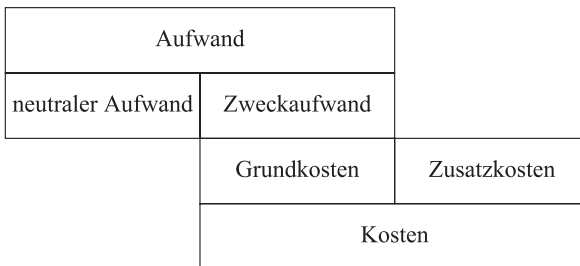 Aufwand
neutraler Aufwand Zweckaufwand
Grundkosten Zusatzkosten
Kosten